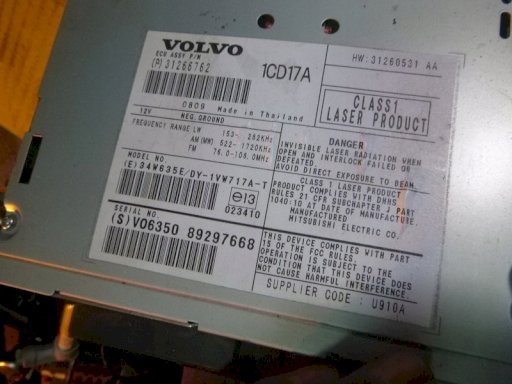 VOLVO
ECU ASSY P/N
(P)31266762
1CD17A
HW:31260531 AA
0809 Made in Thailand
CLASS1
LASER PRODUCT
12V NEG.GROUND
FREQUENCY RANGE LW 153- 282KHz
AM(MW) 522- 1720KHz
FM 76.0-108.0MHz
DANGER
INVISIBLE LASER RADIATION WHEN
OPEN AND INTERLOCK FAILED OR
DEFEATED.
AVOID DIRECT EXPOSURE TO BEAM.
MODEL NO.
(E)34W635E/DY-1VW717A-T
e13
023410
CLASS 1 LASER PRODUCT
PRODUCT COMPLIES WITH DHHS
RULES 21 CFR SUBCHAPTER J PART
1040:10 AT DATE OF MANUFACTURE.
MANUFACTURED
MITSUBISHI ELECTRIC CO.
SERIAL NO.
(S)V06350 89297668
THIS DEVICE COMPLIES WITH PART
15 OF THE FCC RULES.
OPERATION IS SUBJECT TO THE
CONDITION THAT THIS DEVICE DOES
NOT CAUSE HARMFUL INTERFERENCE.
SUPPLIER CODE : U910A